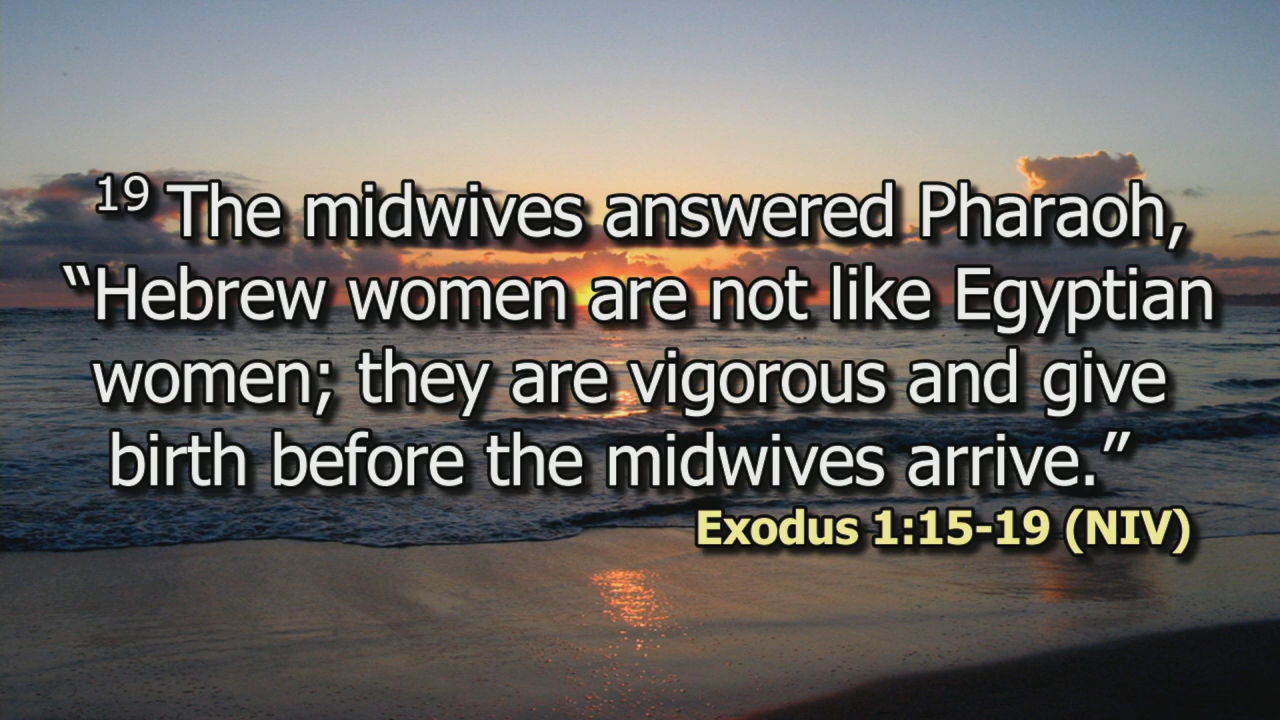 19 The midwives answered Pharaoh,
“Hebrew women are not like Egyptian
women; they are vigorous and give
birth before the midwives arrive.”
Exodus 1:15-19 (NIV)